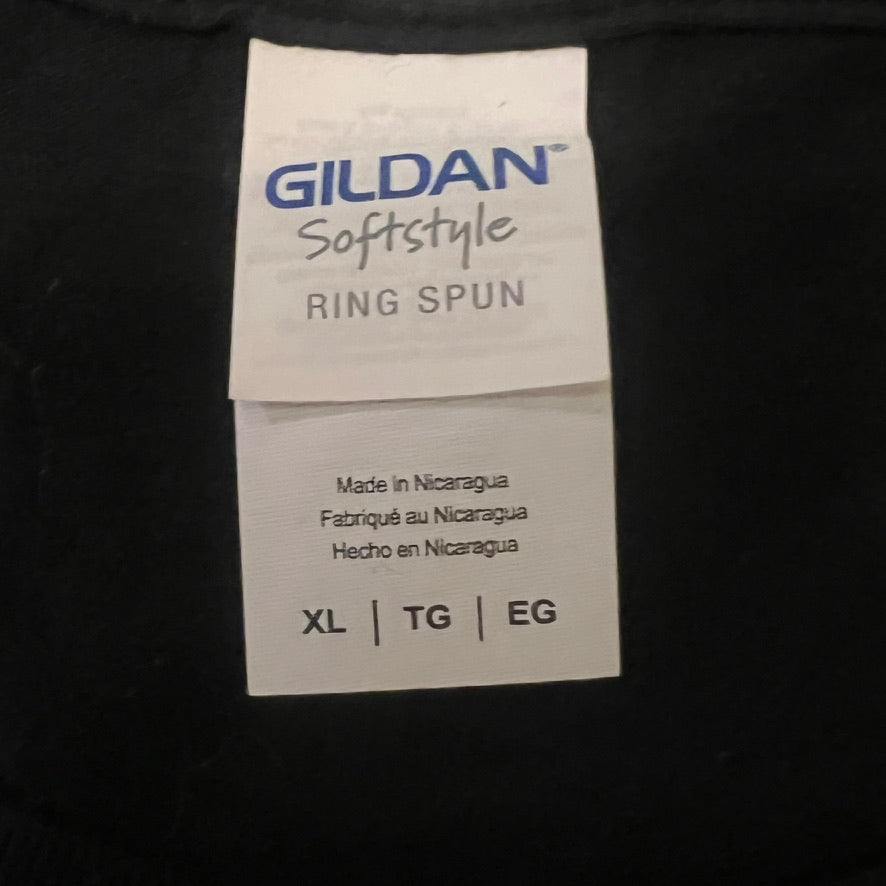 GILDAN®
Softstyle
RING SPUN
Made in Nicaragua
Fabriqué au Nicaragua
Hecho en Nicaragua
XL | TG | EG